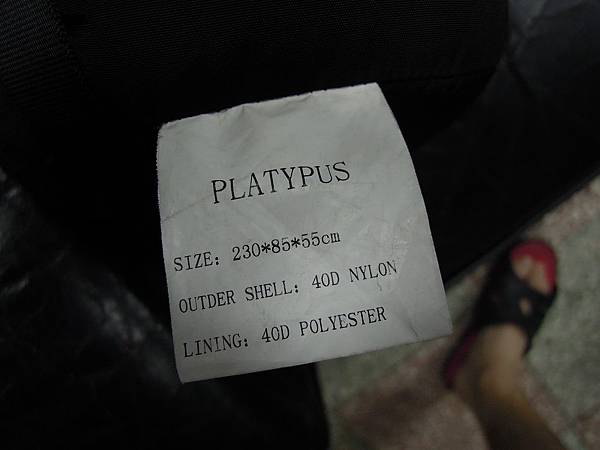 PLATYPUS
SIZE: 230*85*55cm
OUTDER SHELL: 40D NYLON
LINING: 40D POLYESTER